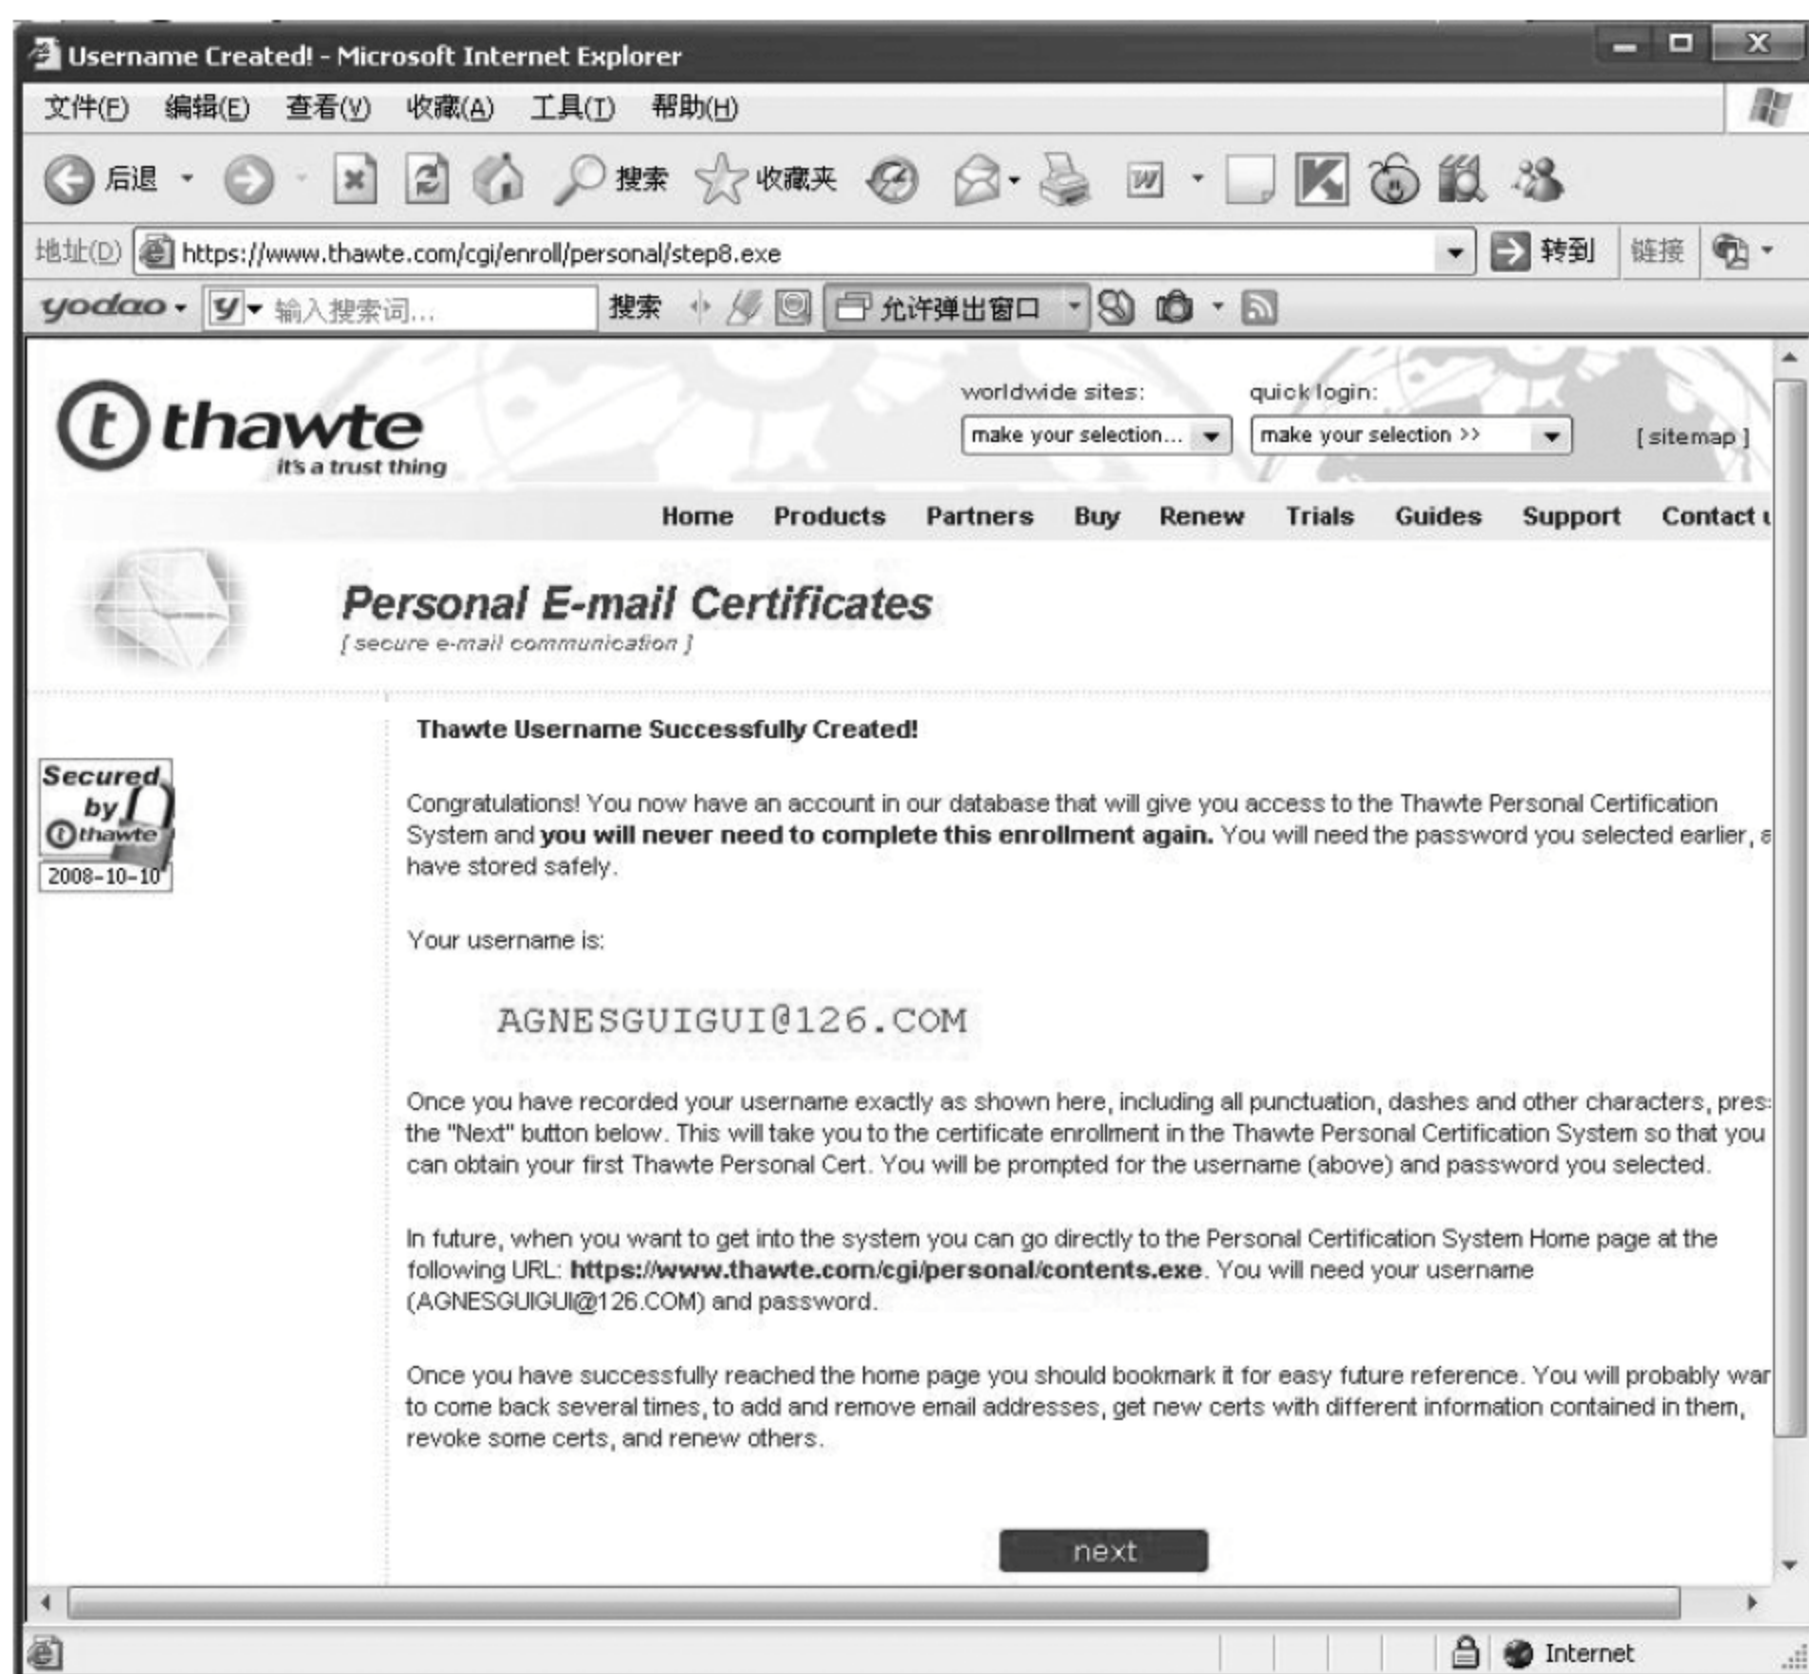 Username Created! - Microsoft Internet Explorer
文件(F) 编辑(E) 查看(V) 收藏(A) 工具(T) 帮助(H)
后退 搜索 收藏夹
地址(D) https://www.thawte.com/cgi/enroll/personal/step8.exe 转到 链接
yodao 输入搜索词... 搜索 允许弹出窗口
worldwide sites: quick login:
thawte make your selection... make your selection >> [ sitemap ]
it's a trust thing
Home Products Partners Buy Renew Trials Guides Support Contact u
Personal E-mail Certificates
[ secure e-mail communication ]
Thawte Username Successfully Created!
Secured
by
thawte
2008-10-10
Congratulations! You now have an account in our database that will give you access to the Thawte Personal Certification
System and you will never need to complete this enrollment again. You will need the password you selected earlier, a
have stored safely.
Your username is:
AGNESGUIGUI@126.COM
Once you have recorded your username exactly as shown here, including all punctuation, dashes and other characters, pres
the "Next" button below. This will take you to the certificate enrollment in the Thawte Personal Certification System so that you
can obtain your first Thawte Personal Cert. You will be prompted for the username (above) and password you selected.
In future, when you want to get into the system you can go directly to the Personal Certification System Home page at the
following URL: https://www.thawte.com/cgi/personal/contents.exe. You will need your username
(AGNESGUIGUI@126.COM) and password.
Once you have successfully reached the home page you should bookmark it for easy future reference. You will probably wan
to come back several times, to add and remove email addresses, get new certs with different information contained in them,
revoke some certs, and renew others.
next
Internet